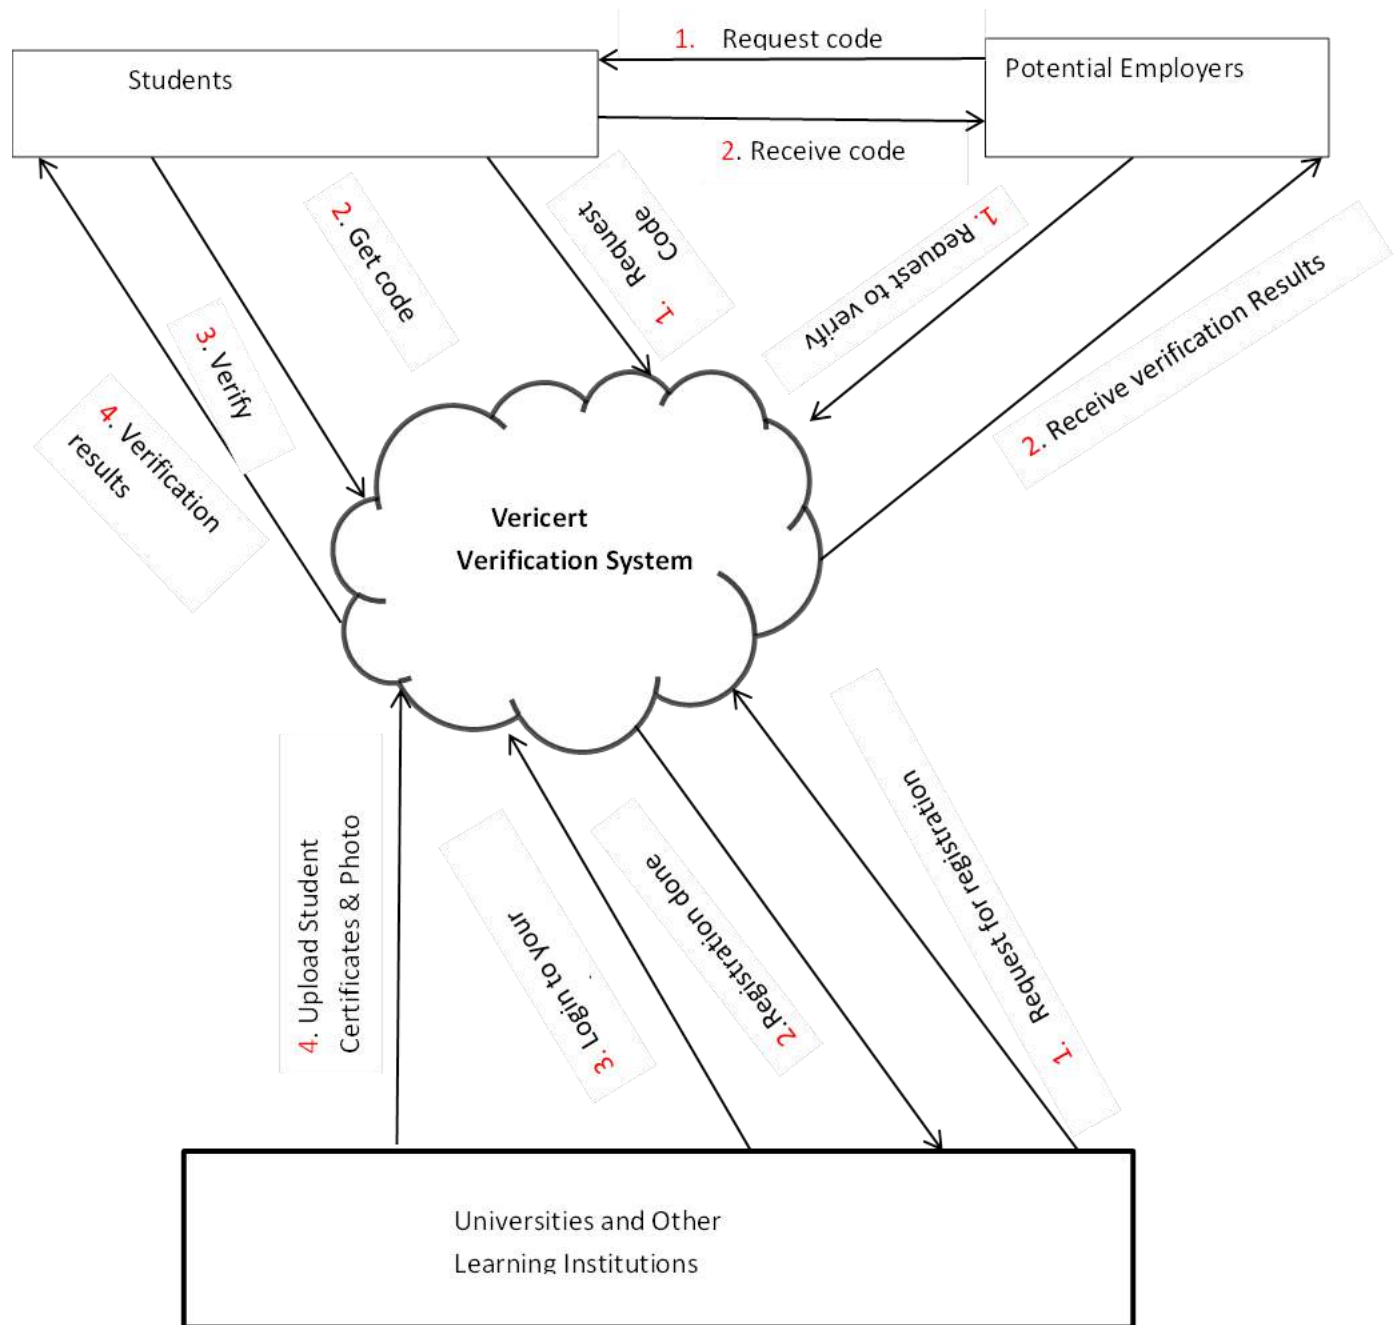 1. Request code
Students
Potential Employers
2. Receive code
2. Get code
1. Request
Code
1. Request to verify
3. Verify
2. Receive verification Results
4. Verification
results
Vericert
Verification System
4. Upload Student
Certificates & Photo
3. Login to your
2.Registration done
1. Request for registration
Universities and Other
Learning Institutions